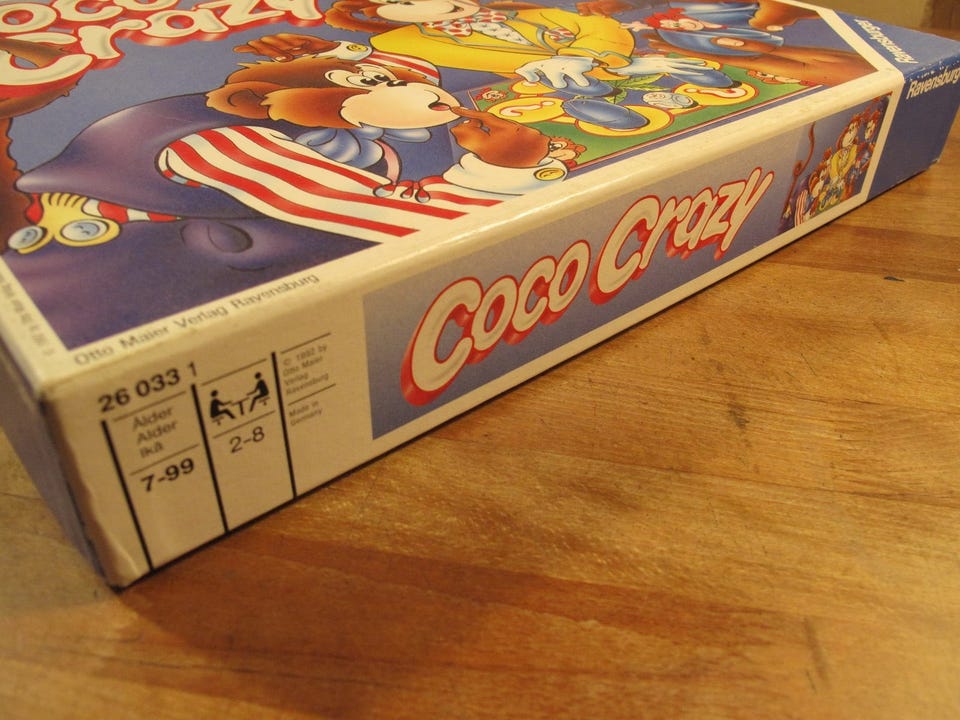 Coco
Crazy
Ravensburger
Otto Maier Verlag Ravensburg
Coco Crazy
Ravensburg
26 033 1
Ålder
Alder
Ikä
7-99
2-8
© 1992 by
Otto Maier
Verlag
Ravensburg
Made in
Germany